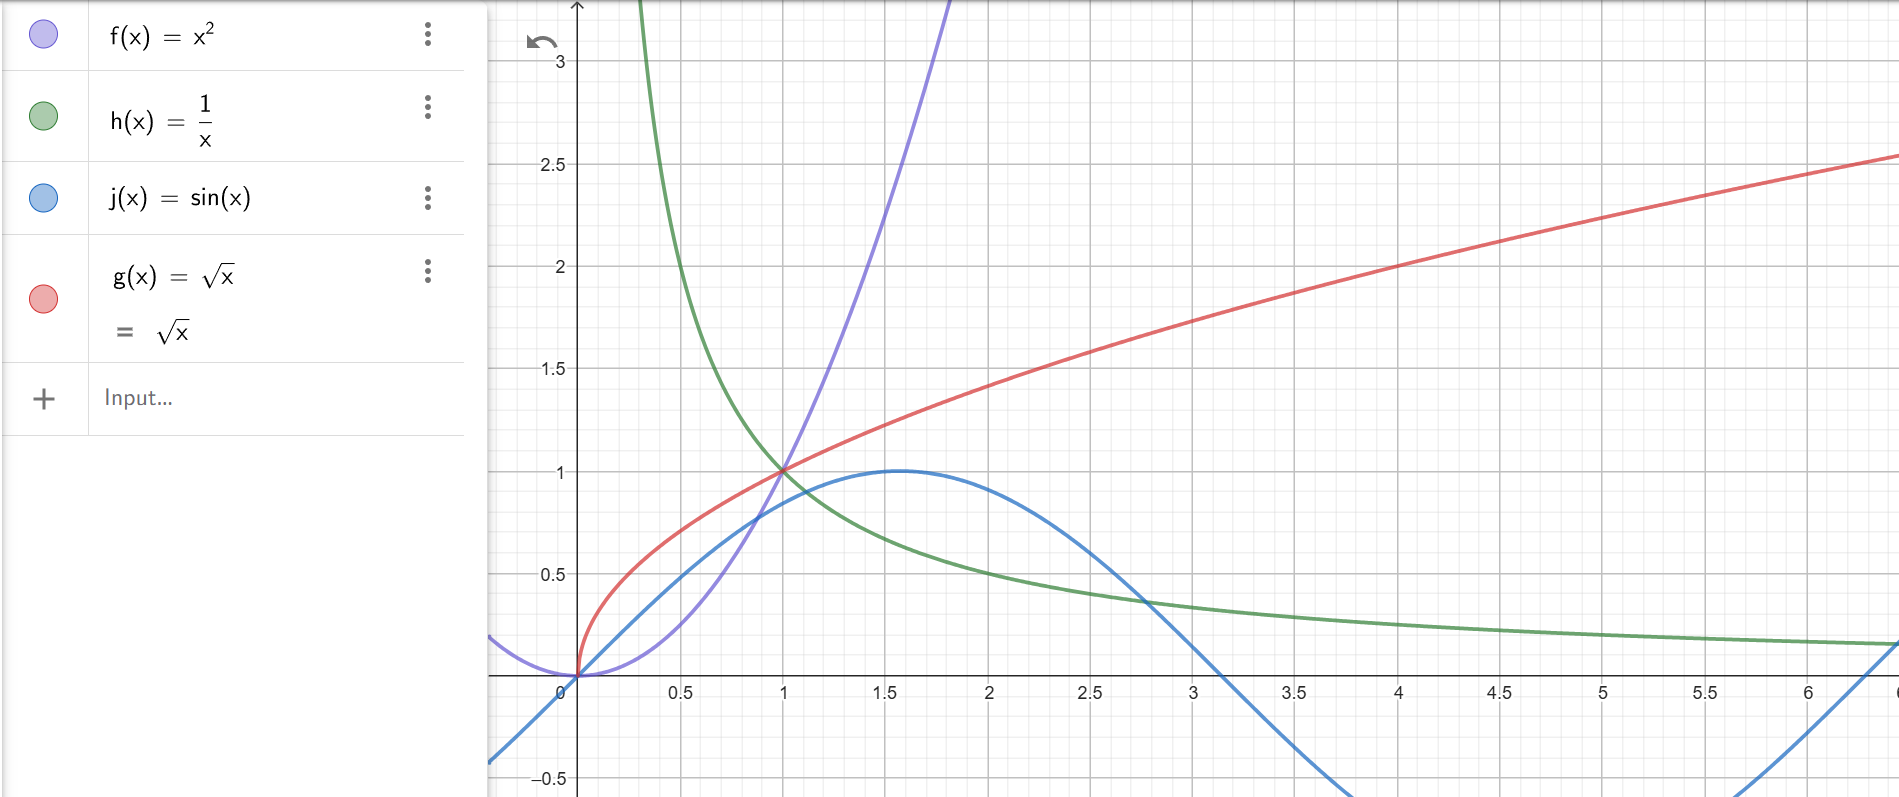 f(x) = x²
h(x) = 1/x
j(x) = sin(x)
g(x) = √x
= √x
+ Input...
3
2.5
2
1.5
1
0.5
0 0.5 1 1.5 2 2.5 3 3.5 4 4.5 5 5.5 6
–0.5